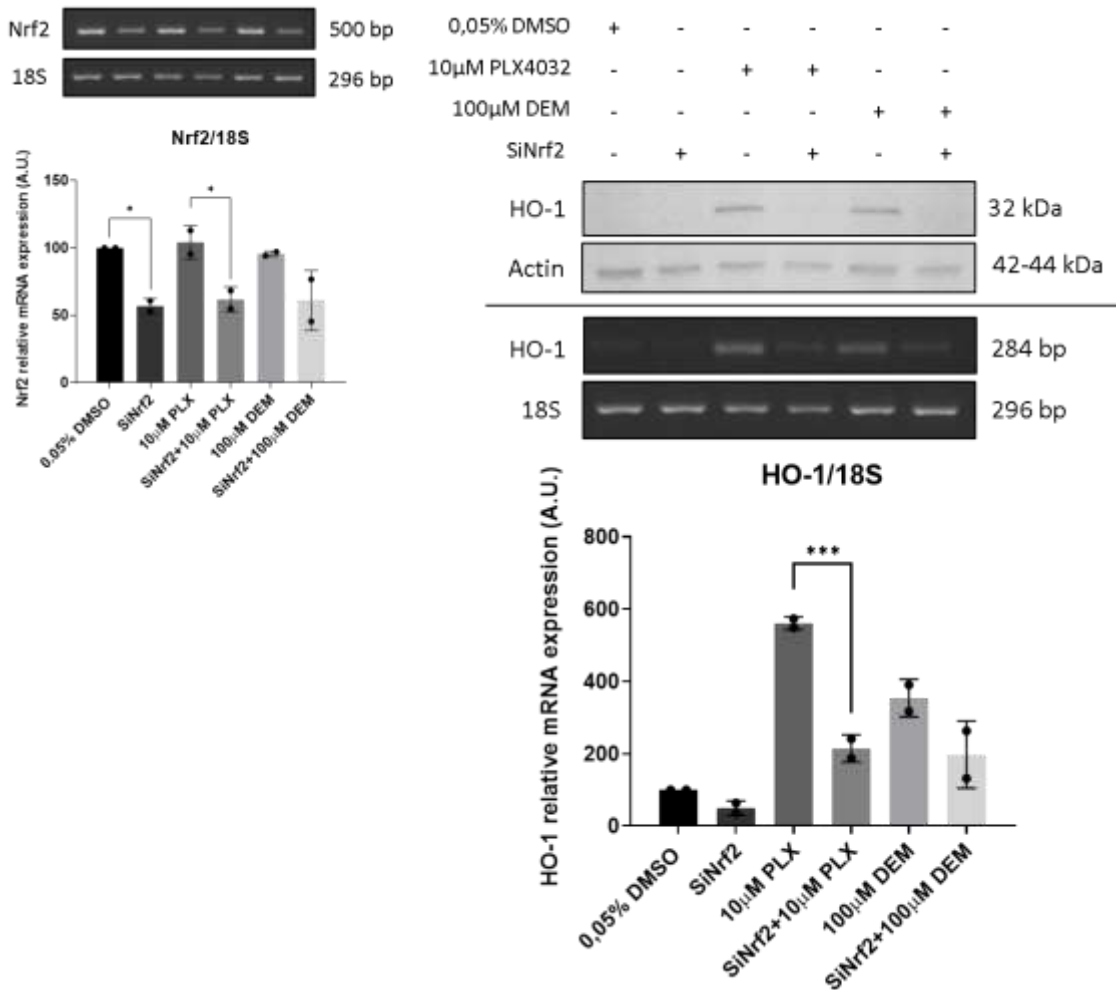 Nrf2 500 bp
18S 296 bp
Nrf2/18S
Nrf2 relative mRNA expression (A.U.)
150
100
50
0
* *
0.05% DMSO
SiNrf2
10µM PLX
SiNrf2+10µM PLX
100µM DEM
SiNrf2+100µM DEM
0,05% DMSO + - - - - -
10µM PLX4032 - - + + - -
100µM DEM - - - - + +
SiNrf2 - + - + - +
HO-1 32 kDa
Actin 42-44 kDa
HO-1 284 bp
18S 296 bp
HO-1/18S
HO-1 relative mRNA expression (A.U.)
800
600
400
200
0
***
0,05% DMSO
SiNrf2
10µM PLX
SiNrf2+10µM PLX
100µM DEM
SiNrf2+100µM DEM